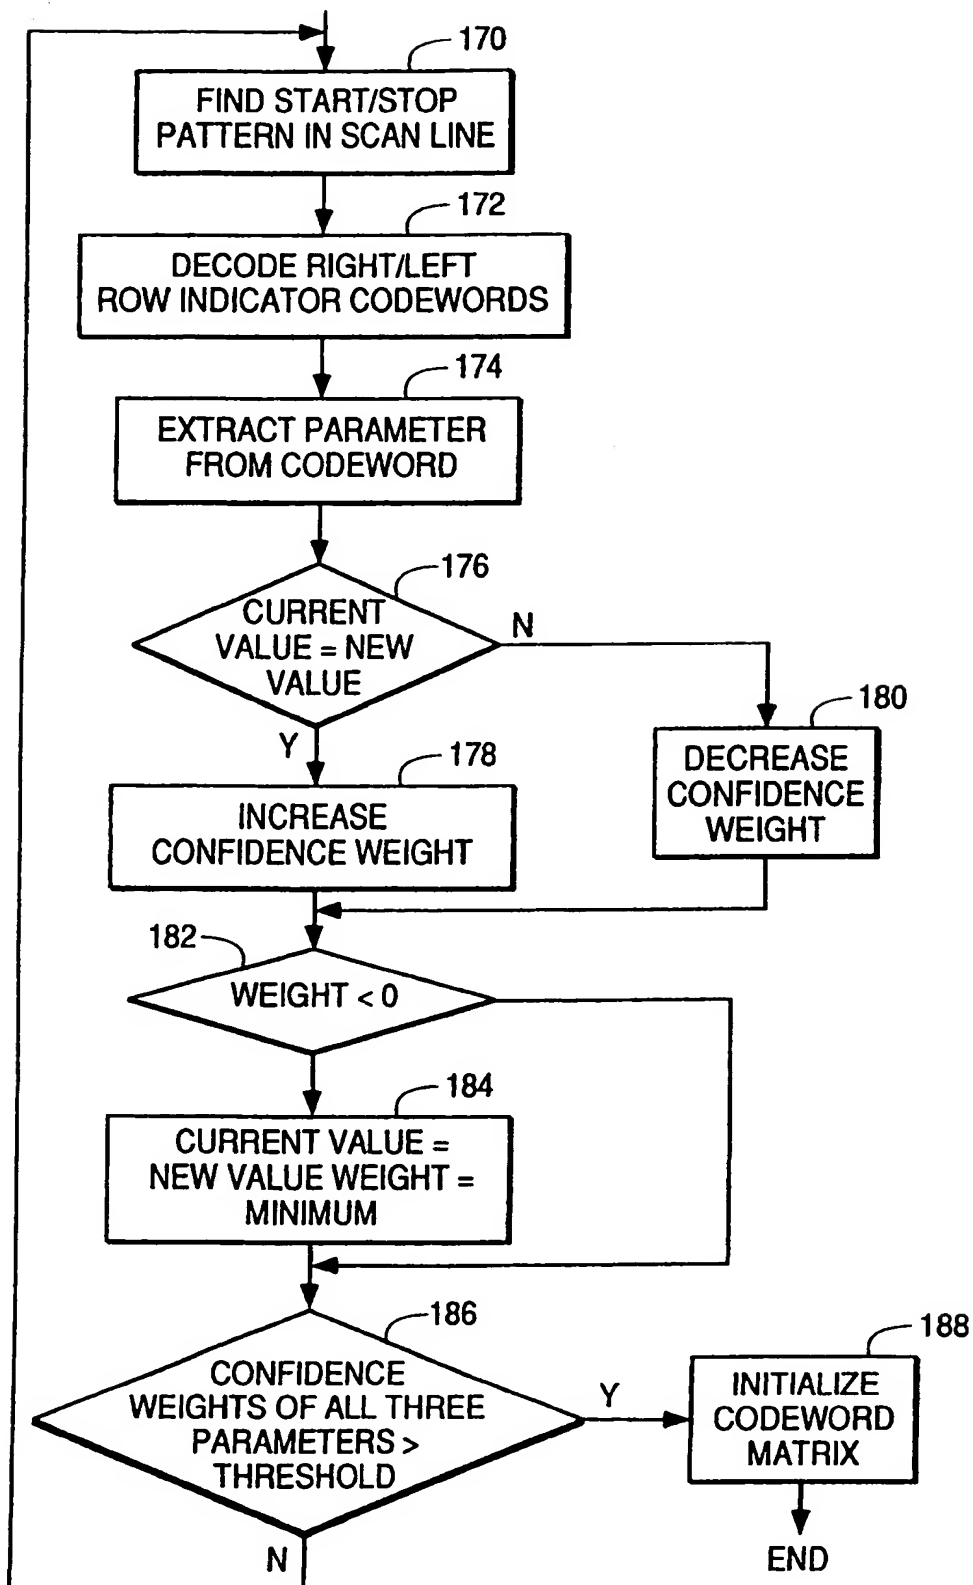 170
FIND START/STOP
PATTERN IN SCAN LINE
172
DECODE RIGHT/LEFT
ROW INDICATOR CODEWORDS
174
EXTRACT PARAMETER
FROM CODEWORD
176
CURRENT
VALUE = NEW
VALUE
N
Y
180
DECREASE
CONFIDENCE
WEIGHT
178
INCREASE
CONFIDENCE WEIGHT
182
WEIGHT < 0
184
CURRENT VALUE =
NEW VALUE WEIGHT =
MINIMUM
186
CONFIDENCE
WEIGHTS OF ALL THREE
PARAMETERS >
THRESHOLD
Y
N
188
INITIALIZE
CODEWORD
MATRIX
END